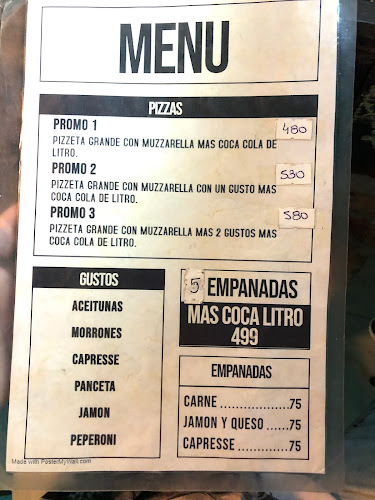 MENU
PIZZAS
PROMO 1 480
PIZZETA GRANDE CON MUZZARELLA MAS COCA COLA DE
LITRO.
PROMO 2 530
PIZZETA GRANDE CON MUZZARELLA CON UN GUSTO MAS
COCA COLA DE LITRO.
PROMO 3 580
PIZZETA GRANDE CON MUZZARELLA MAS 2 GUSTOS MAS
COCA COLA DE LITRO.
GUSTOS
ACEITUNAS
MORRONES
CAPRESSE
PANCETA
JAMON
PEPERONI
5 EMPANADAS
MAS COCA LITRO
499
EMPANADAS
CARNE ................75
JAMON Y QUESO ......75
CAPRESSE .............75
Made with PosterMyWall.com